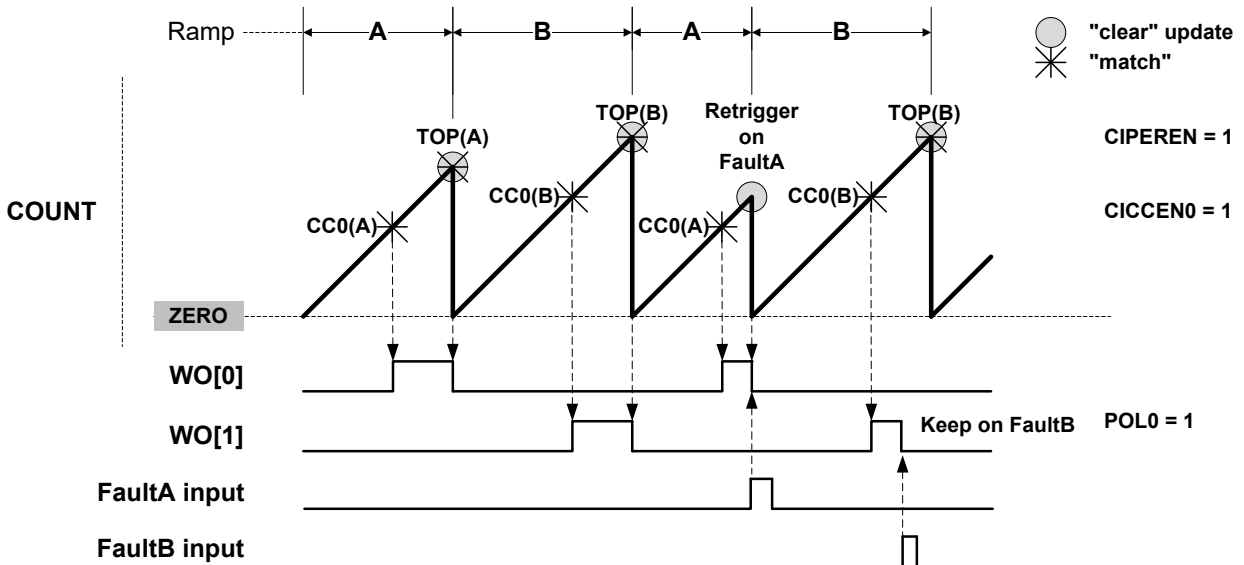 Ramp
A
B
A
B
"clear" update
"match"
TOP(A)
TOP(B)
Retrigger
on
FaultA
TOP(B)
CIPEREN = 1
COUNT
CC0(A)
CC0(B)
CC0(A)
CC0(B)
CICCEN0 = 1
ZERO
WO[0]
WO[1]
Keep on FaultB
POL0 = 1
FaultA input
FaultB input